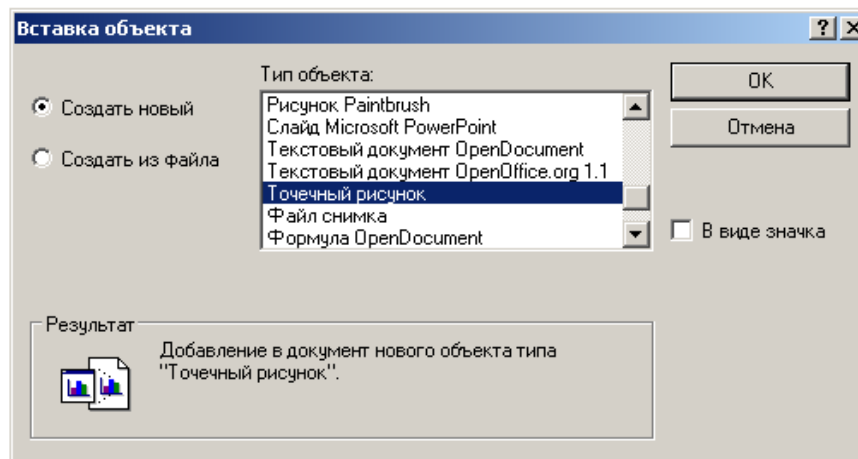 Вставка объекта
Тип объекта:
Создать новый
Создать из файла
Рисунок Paintbrush
Слайд Microsoft PowerPoint
Текстовый документ OpenDocument
Текстовый документ OpenOffice.org 1.1
Точечный рисунок
Файл снимка
Формула OpenDocument
OK
Отмена
В виде значка
Результат
Добавление в документ нового объекта типа
"Точечный рисунок".